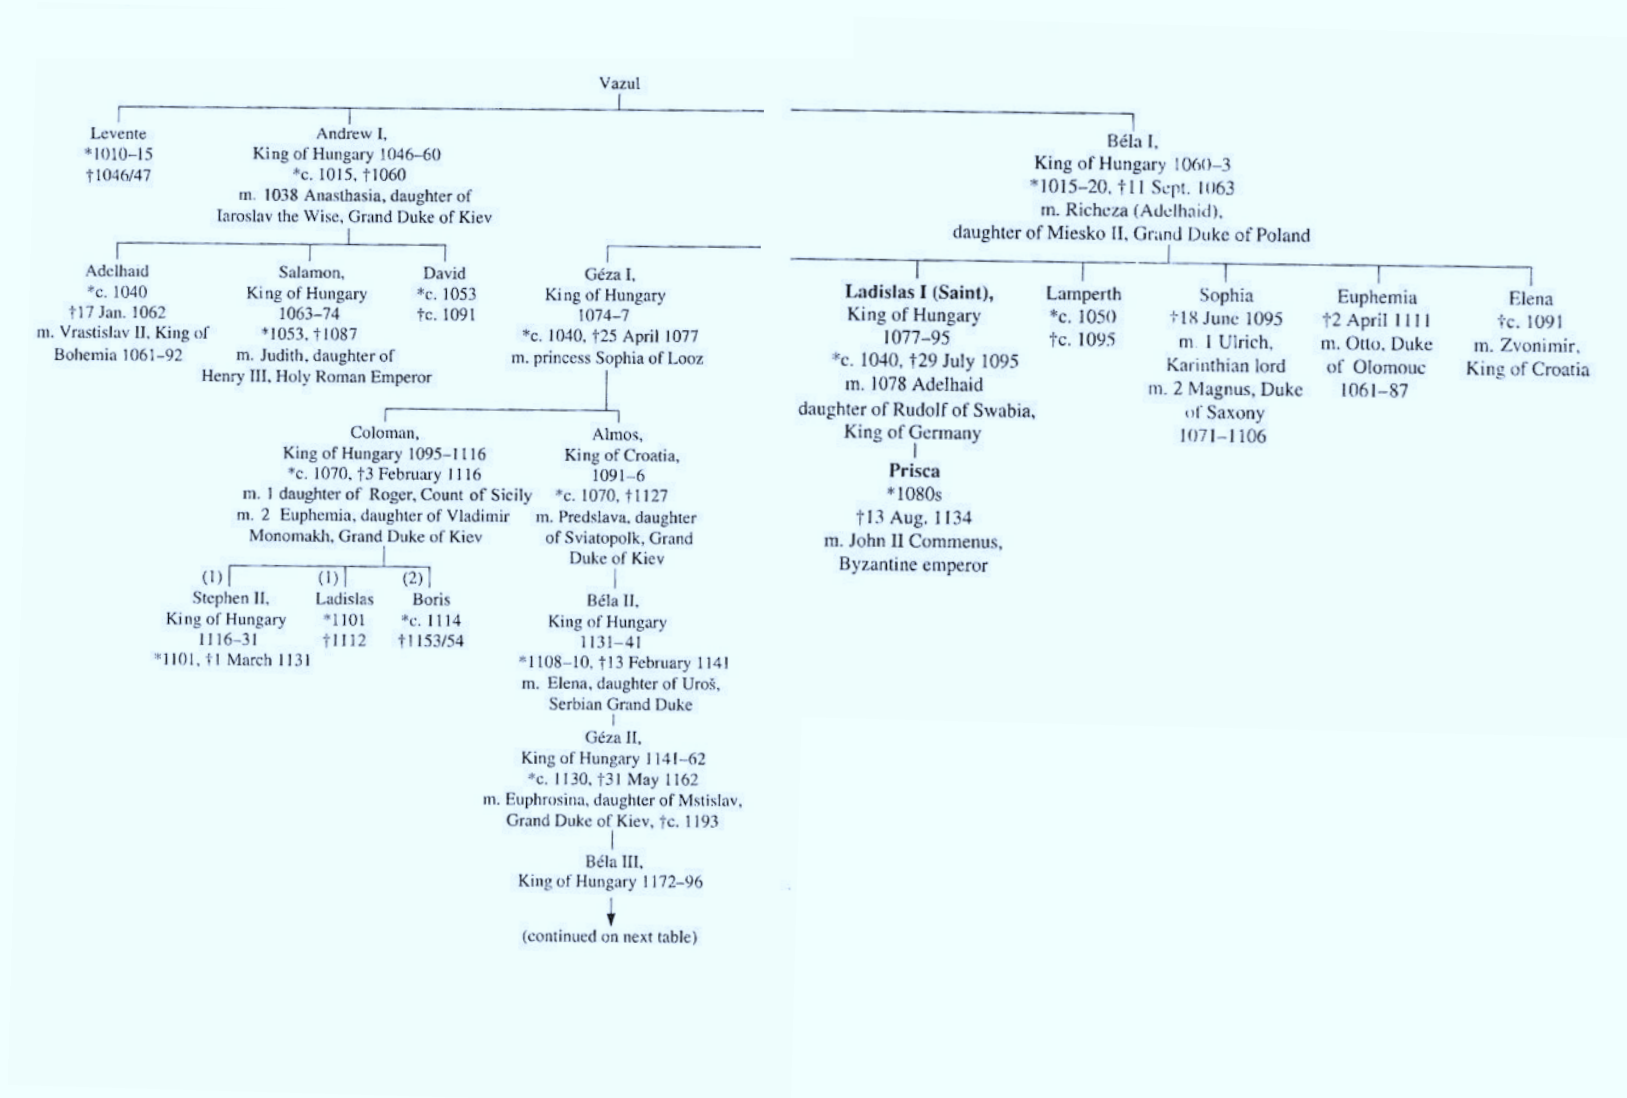 Vazul
Levente
*1010–15
†1046/47
Andrew I,
King of Hungary 1046–60
*c. 1015, †1060
m. 1038 Anasthasia, daughter of
Iaroslav the Wise, Grand Duke of Kiev
Béla I,
King of Hungary 1060–3
*1015–20, †11 Sept. 1063
m. Richeza (Adelhaid),
daughter of Miesko II, Grand Duke of Poland
Adelhaid
*c. 1040
†17 Jan. 1062
m. Vrastislav II, King of
Bohemia 1061–92
Salamon,
King of Hungary
1063–74
*1053, †1087
m. Judith, daughter of
Henry III, Holy Roman Emperor
David
*c. 1053
†c. 1091
Géza I,
King of Hungary
1074–7
*c. 1040, †25 April 1077
m. princess Sophia of Looz
Ladislas I (Saint),
King of Hungary
1077–95
*c. 1040, †29 July 1095
m. 1078 Adelhaid
daughter of Rudolf of Swabia,
King of Germany
Lamperth
*c. 1050
†c. 1095
Sophia
†18 June 1095
m. 1 Ulrich,
Karinthian lord
m. 2 Magnus, Duke
of Saxony
1071–1106
Euphemia
†2 April 1111
m. Otto, Duke
of Olomouc
1061–87
Elena
†c. 1091
m. Zvonimir,
King of Croatia
Coloman,
King of Hungary 1095–1116
*c. 1070, †3 February 1116
m. 1 daughter of Roger, Count of Sicily
m. 2 Euphemia, daughter of Vladimir
Monomakh, Grand Duke of Kiev
Almos,
King of Croatia,
1091–6
*c. 1070, †1127
m. Predslava, daughter
of Sviatopolk, Grand
Duke of Kiev
Prisca
*1080s
†13 Aug. 1134
m. John II Commenus,
Byzantine emperor
(1)
Stephen II,
King of Hungary
1116–31
*1101, †1 March 1131
(1)
Ladislas
*1101
†1112
(2)
Boris
*c. 1114
†1153/54
Béla II,
King of Hungary
1131–41
*1108–10, †13 February 1141
m. Elena, daughter of Uroš,
Serbian Grand Duke
Géza II,
King of Hungary 1141–62
*c. 1130, †31 May 1162
m. Euphrosina, daughter of Mstislav,
Grand Duke of Kiev, †c. 1193
Béla III,
King of Hungary 1172–96
(continued on next table)